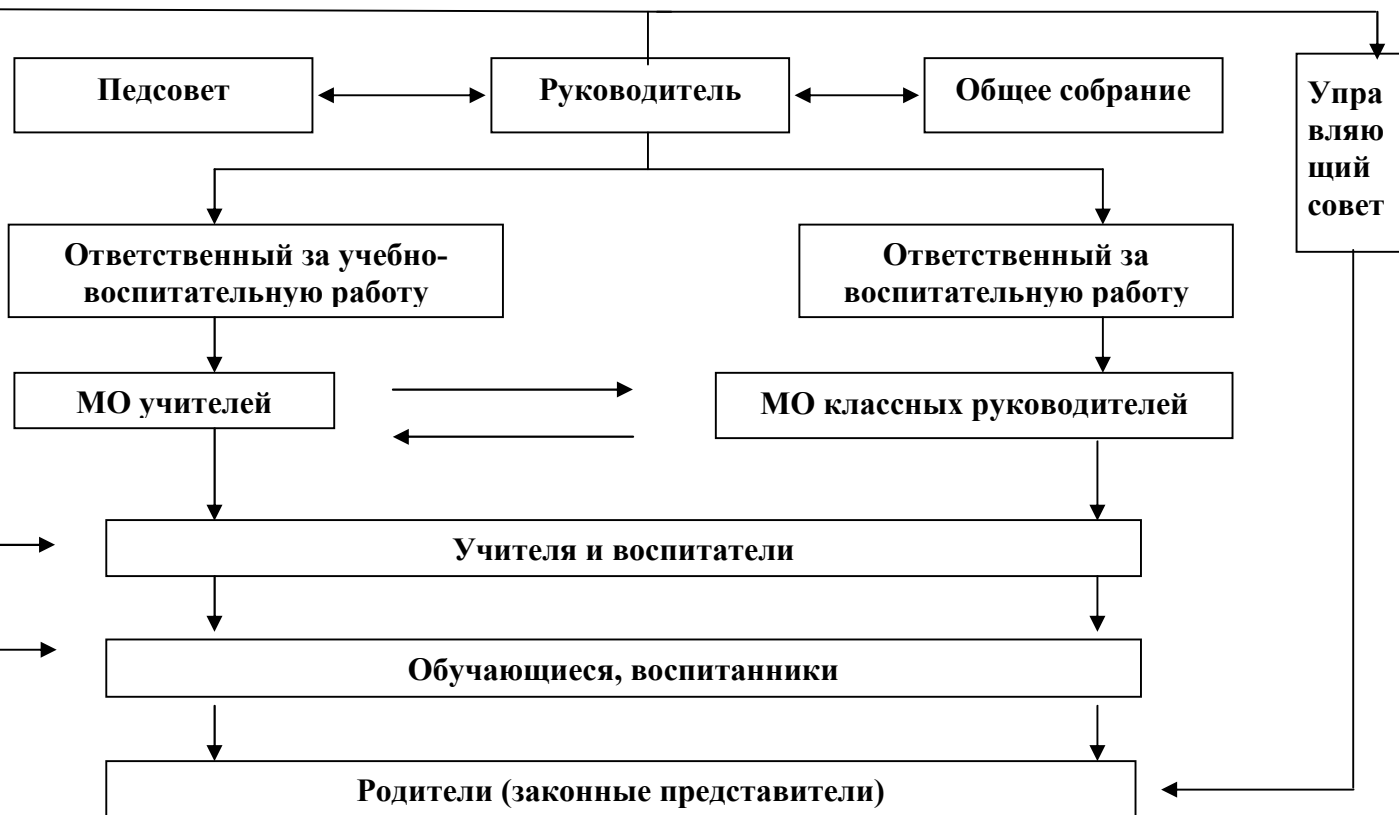 Педсовет
Руководитель
Общее собрание
Упра
вляю
щий
совет
Ответственный за учебно-
воспитательную работу
Ответственный за
воспитательную работу
МО учителей
МО классных руководителей
Учителя и воспитатели
Обучающиеся, воспитанники
Родители (законные представители)